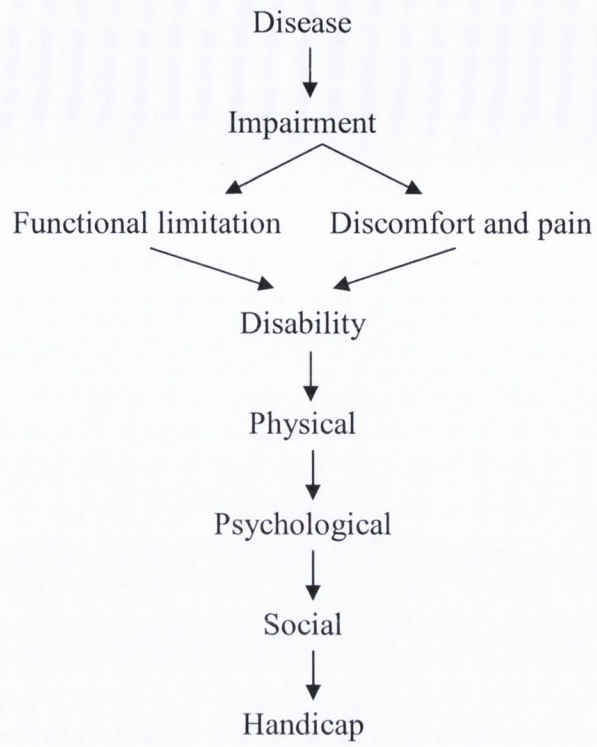 Disease
Impairment
Functional limitation Discomfort and pain
Disability
Physical
Psychological
Social
Handicap